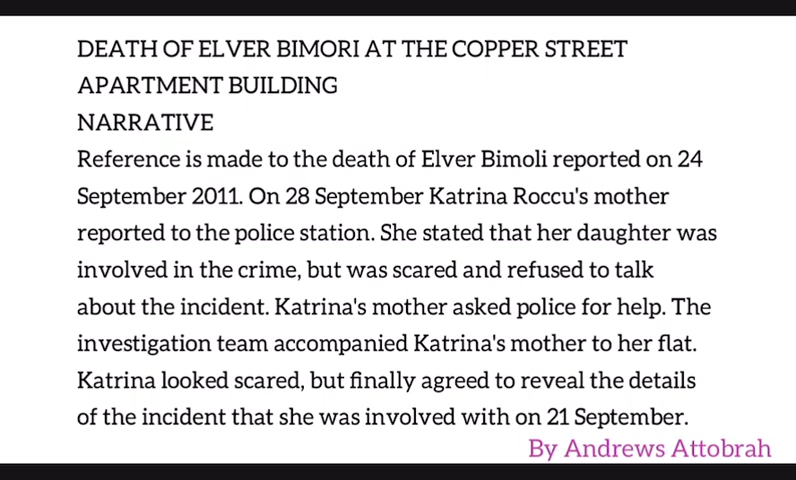 DEATH OF ELVER BIMORI AT THE COPPER STREET
APARTMENT BUILDING
NARRATIVE
Reference is made to the death of Elver Bimoli reported on 24
September 2011. On 28 September Katrina Roccu's mother
reported to the police station. She stated that her daughter was
involved in the crime, but was scared and refused to talk
about the incident. Katrina's mother asked police for help. The
investigation team accompanied Katrina's mother to her flat.
Katrina looked scared, but finally agreed to reveal the details
of the incident that she was involved with on 21 September.
By Andrews Attobrah